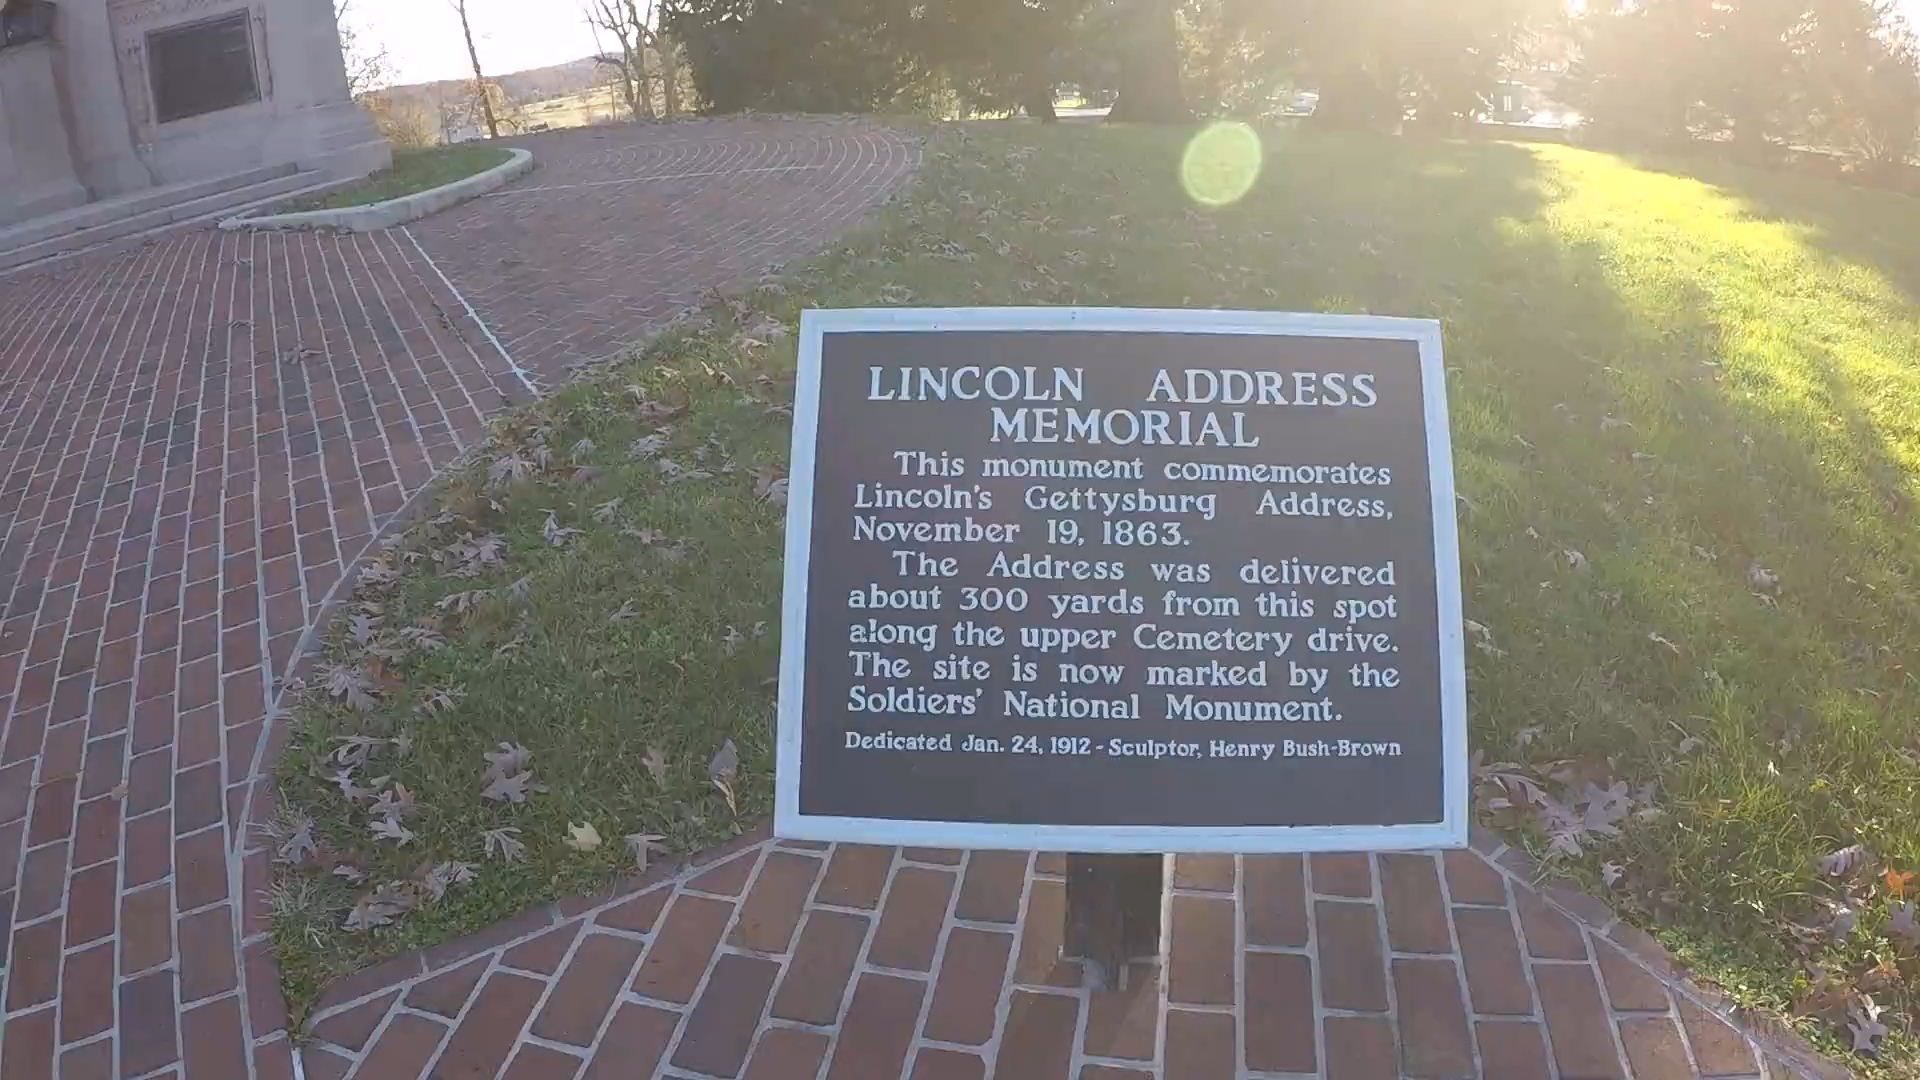 LINCOLN ADDRESS
MEMORIAL
This monument commemorates
Lincoln's Gettysburg Address,
November 19, 1863.
The Address was delivered
about 300 yards from this spot
along the upper Cemetery drive.
The site is now marked by the
Soldiers' National Monument.
Dedicated Jan. 24, 1912 - Sculptor, Henry Bush-Brown